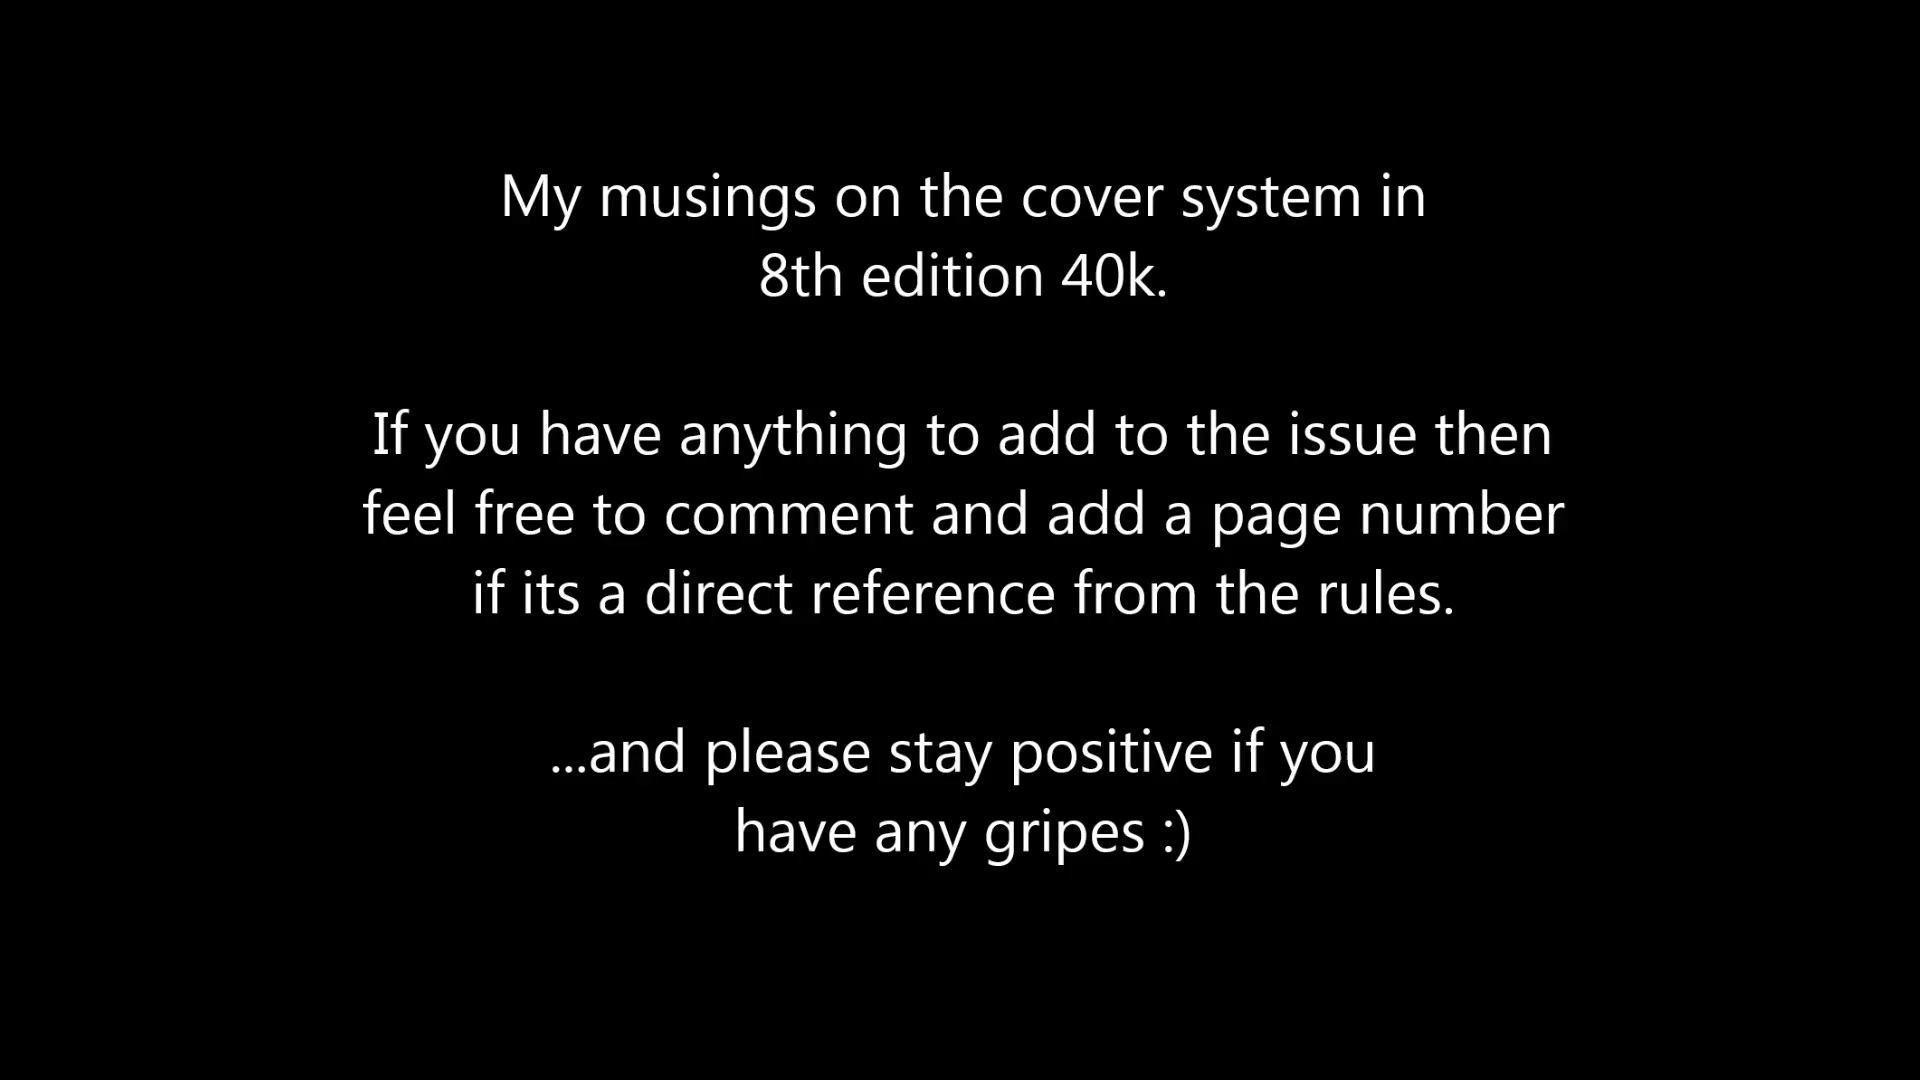 My musings on the cover system in
8th edition 40k.
If you have anything to add to the issue then
feel free to comment and add a page number
if its a direct reference from the rules.
...and please stay positive if you
have any gripes :)